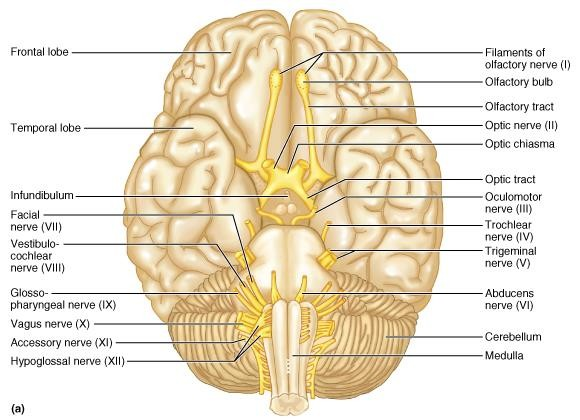 Frontal lobe
Temporal lobe
Infundibulum
Facial
nerve (VII)
Vestibulo-
cochlear
nerve (VIII)
Glosso-
pharyngeal nerve (IX)
Vagus nerve (X)
Accessory nerve (XI)
Hypoglossal nerve (XII)
Filaments of
olfactory nerve (I)
Olfactory bulb
Olfactory tract
Optic nerve (II)
Optic chiasma
Optic tract
Oculomotor
nerve (III)
Trochlear
nerve (IV)
Trigeminal
nerve (V)
Abducens
nerve (VI)
Cerebellum
Medulla
(a)